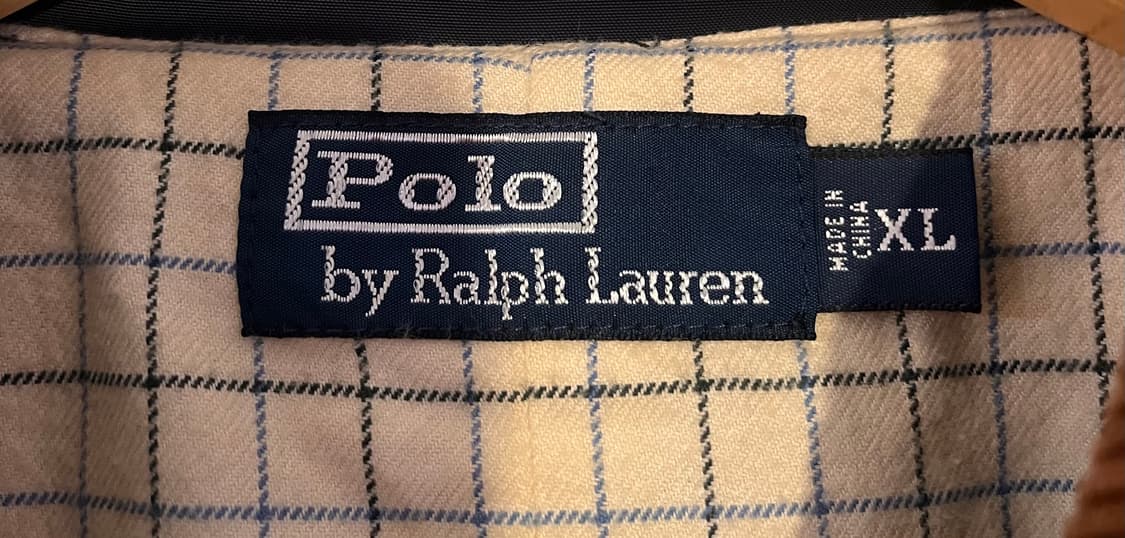 Polo
by Ralph Lauren
MADE IN
CHINA
XL